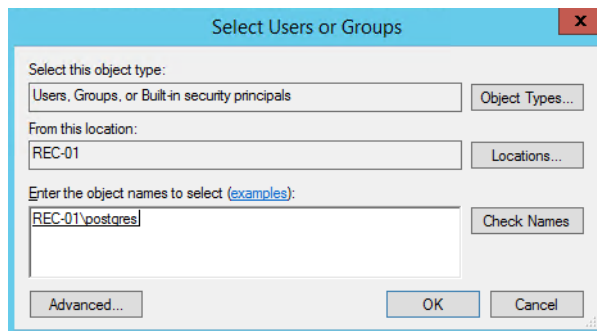 Select Users or Groups
x
Select this object type:
Users, Groups, or Built-in security principals
Object Types...
From this location:
REC-01
Locations...
Enter the object names to select (examples):
REC-01\postgres
Check Names
Advanced...
OK
Cancel